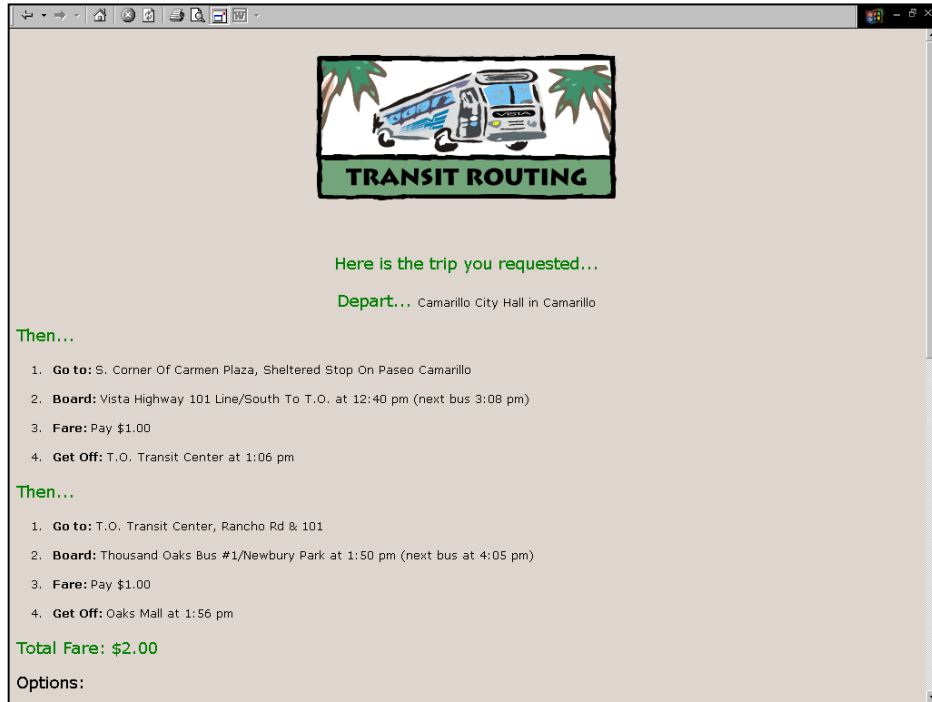 VISTA
TRANSIT ROUTING
Here is the trip you requested...
Depart... Camarillo City Hall in Camarillo
Then...
1. Go to: S. Corner Of Carmen Plaza, Sheltered Stop On Paseo Camarillo
2. Board: Vista Highway 101 Line/South To T.O. at 12:40 pm (next bus 3:08 pm)
3. Fare: Pay $1.00
4. Get Off: T.O. Transit Center at 1:06 pm
Then...
1. Go to: T.O. Transit Center, Rancho Rd & 101
2. Board: Thousand Oaks Bus #1/Newbury Park at 1:50 pm (next bus at 4:05 pm)
3. Fare: Pay $1.00
4. Get Off: Oaks Mall at 1:56 pm
Total Fare: $2.00
Options: